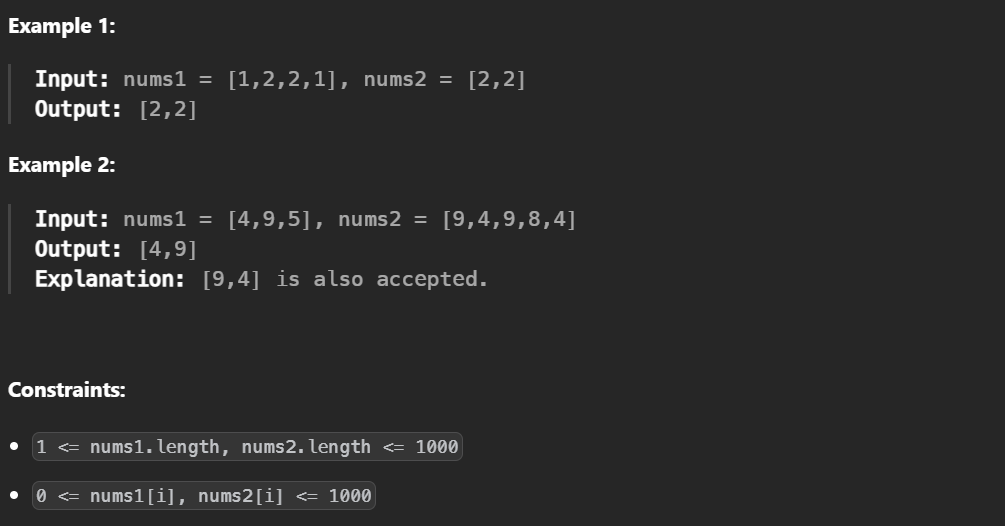 Example 1:
Input: nums1 = [1,2,2,1], nums2 = [2,2]
Output: [2,2]
Example 2:
Input: nums1 = [4,9,5], nums2 = [9,4,9,8,4]
Output: [4,9]
Explanation: [9,4] is also accepted.
Constraints:
• 1 <= nums1.length, nums2.length <= 1000
• 0 <= nums1[i], nums2[i] <= 1000